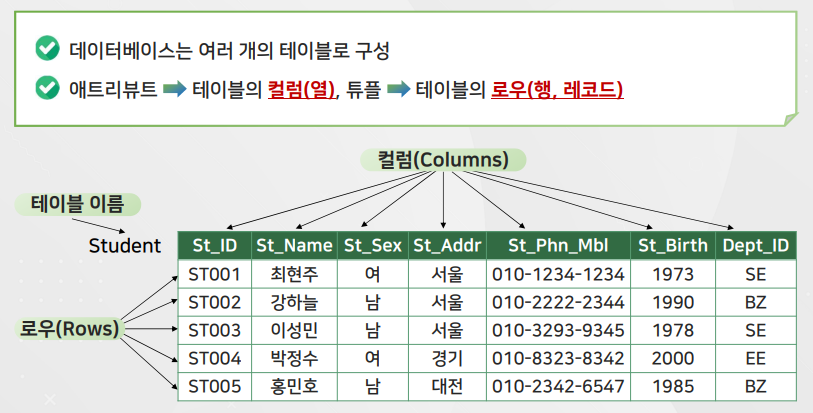 데이터베이스는 여러 개의 테이블로 구성
애트리뷰트 테이블의 컬럼(열), 튜플 테이블의 로우(행, 레코드)
컬럼(Columns)
테이블 이름
Student
St_ID St_Name St_Sex St_Addr St_Phn_Mbl St_Birth Dept_ID
ST001 최현주 여 서울 010-1234-1234 1973 SE
ST002 강하늘 남 서울 010-2222-2344 1990 BZ
로우(Rows)
ST003 이성민 남 서울 010-3293-9345 1978 SE
ST004 박정수 여 경기 010-8323-8342 2000 EE
ST005 홍민호 남 대전 010-2342-6547 1985 BZ